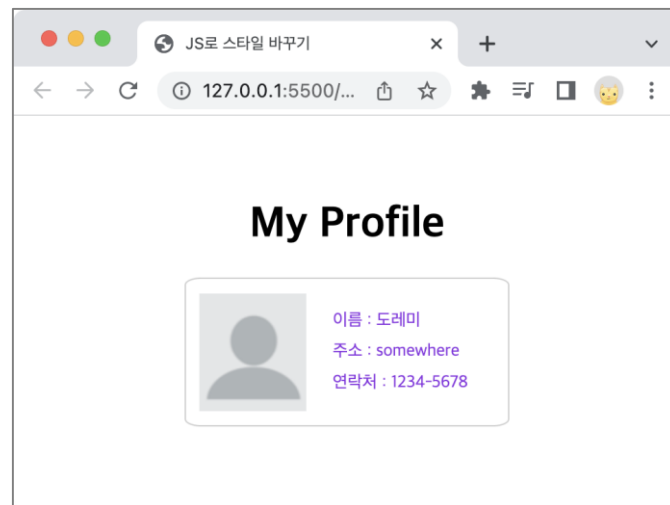 JS로 스타일 바꾸기
127.0.0.1:5500/...
My Profile
이름 : 도레미
주소 : somewhere
연락처 : 1234-5678